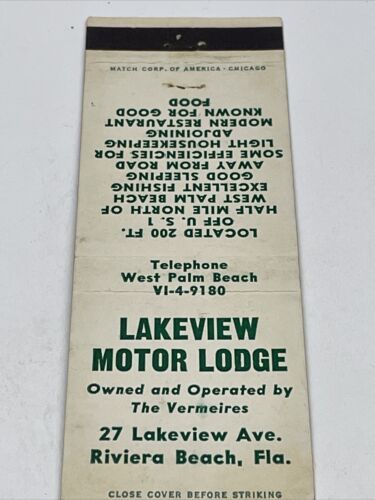 MATCH CORP. OF AMERICA - CHICAGO
LOCATED 200 FT.
OFF U. S. 1
HALF MILE NORTH OF
WEST PALM BEACH
EXCELLENT FISHING
GOOD SLEEPING
AWAY FROM ROAD
SOME EFFICIENCIES FOR
LIGHT HOUSEKEEPING
ADJOINING
MODERN RESTAURANT
KNOWN FOR GOOD
FOOD
Telephone
West Palm Beach
VI-4-9180
LAKEVIEW
MOTOR LODGE
Owned and Operated by
The Vermeires
27 Lakeview Ave.
Riviera Beach, Fla.
CLOSE COVER BEFORE STRIKING